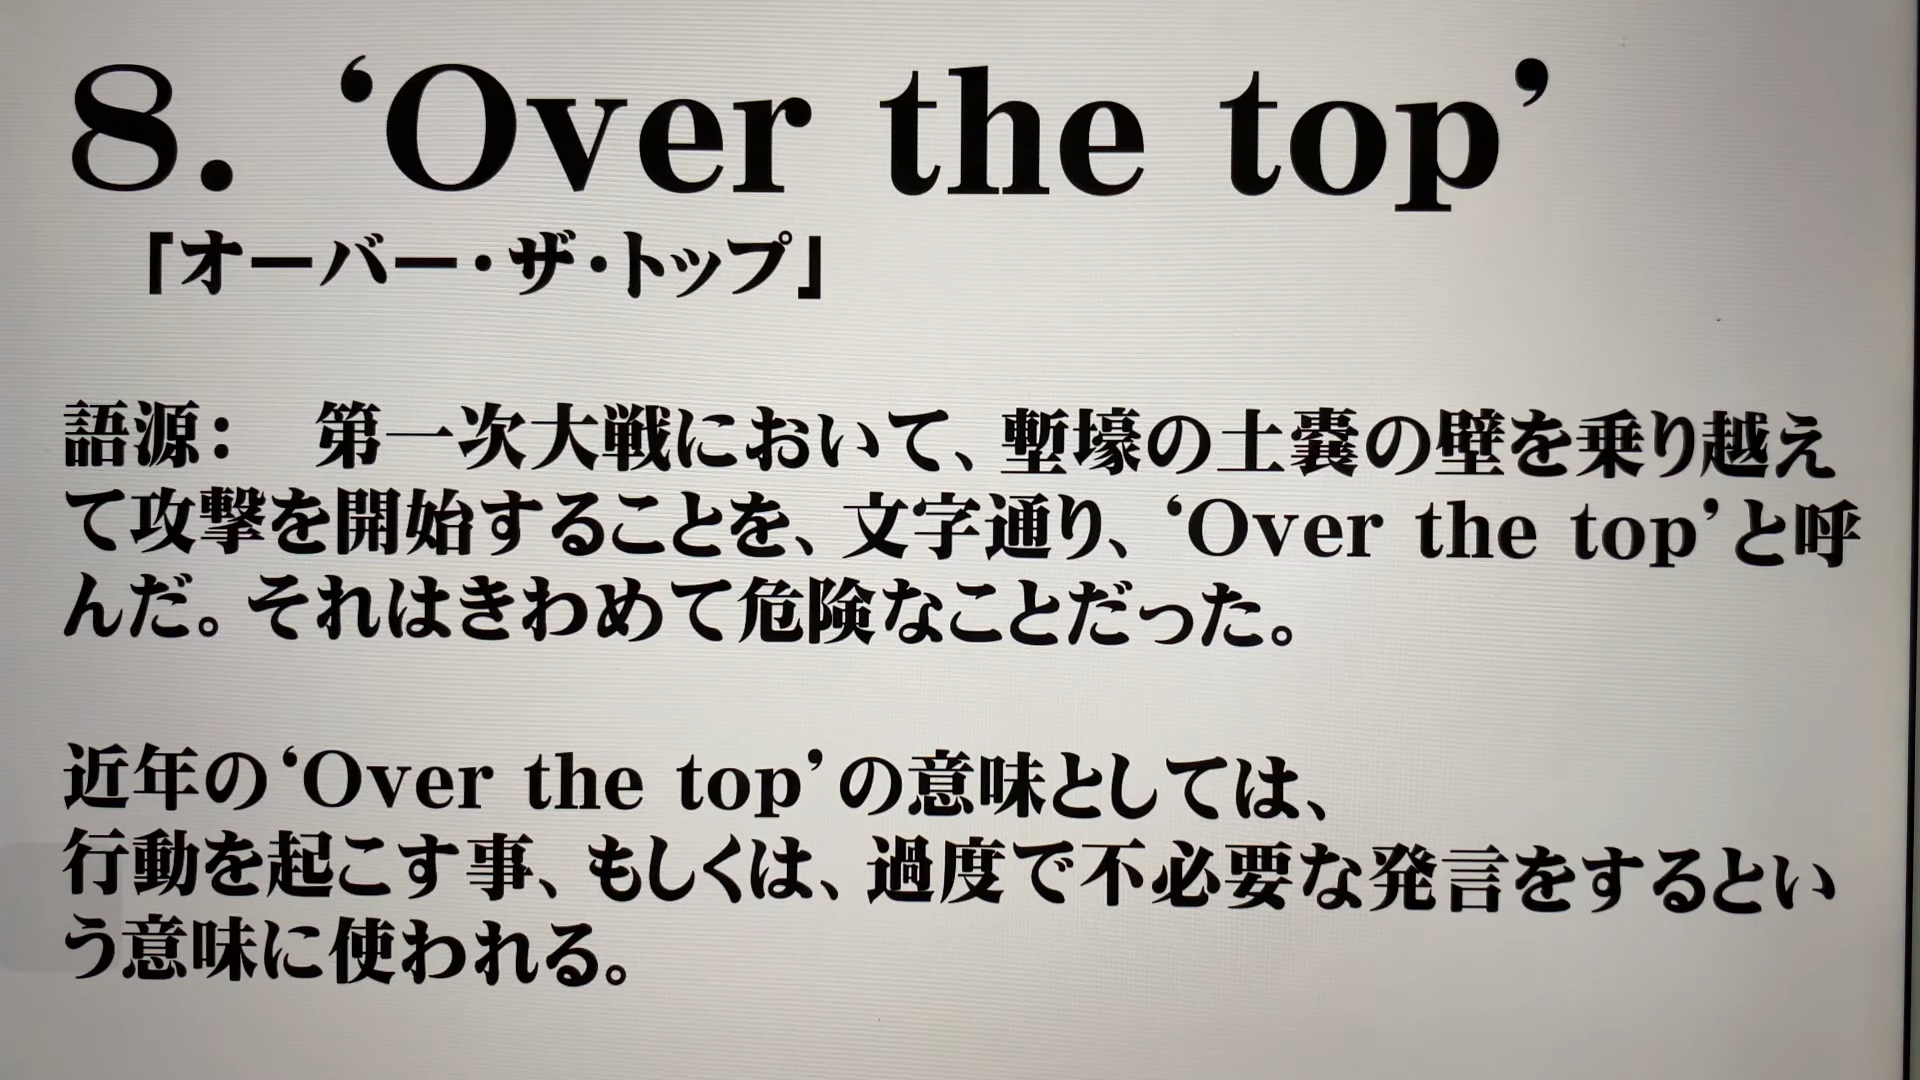 8. ‘Over the top’
「オーバー・ザ・トップ」
語源：　第一次大戦において、塹壕の土嚢の壁を乗り越え
て攻撃を開始することを、文字通り、‘Over the top’と呼
んだ。それはきわめて危険なことだった。
近年の‘Over the top’の意味としては、
行動を起こす事、もしくは、過度で不必要な発言をするとい
う意味に使われる。